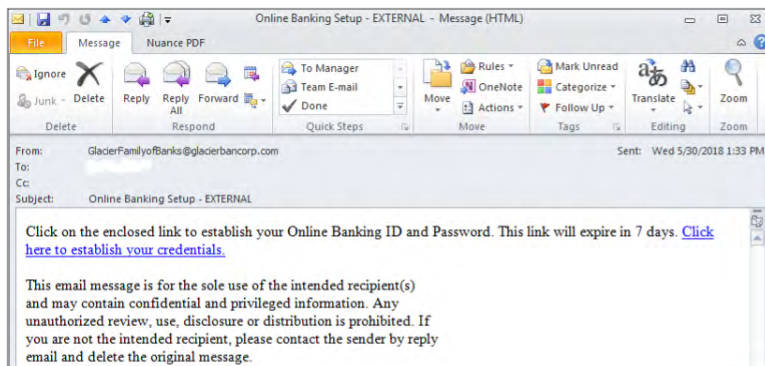 Online Banking Setup - EXTERNAL - Message (HTML)
File Message Nuance PDF
Ignore
Junk
Delete
Reply
Reply All
Forward
To Manager
Team E-mail
Done
Move
Rules
OneNote
Actions
Mark Unread
Categorize
Follow Up
Translate
Zoom
Delete Respond Quick Steps Move Tags Editing Zoom
From: GlacierFamilyofBanks@glacierbancorp.com Sent: Wed 5/30/2018 1:33 PM
To:
Cc:
Subject: Online Banking Setup - EXTERNAL
Click on the enclosed link to establish your Online Banking ID and Password. This link will expire in 7 days. Click
here to establish your credentials.
This email message is for the sole use of the intended recipient(s)
and may contain confidential and privileged information. Any
unauthorized review, use, disclosure or distribution is prohibited. If
you are not the intended recipient, please contact the sender by reply
email and delete the original message.